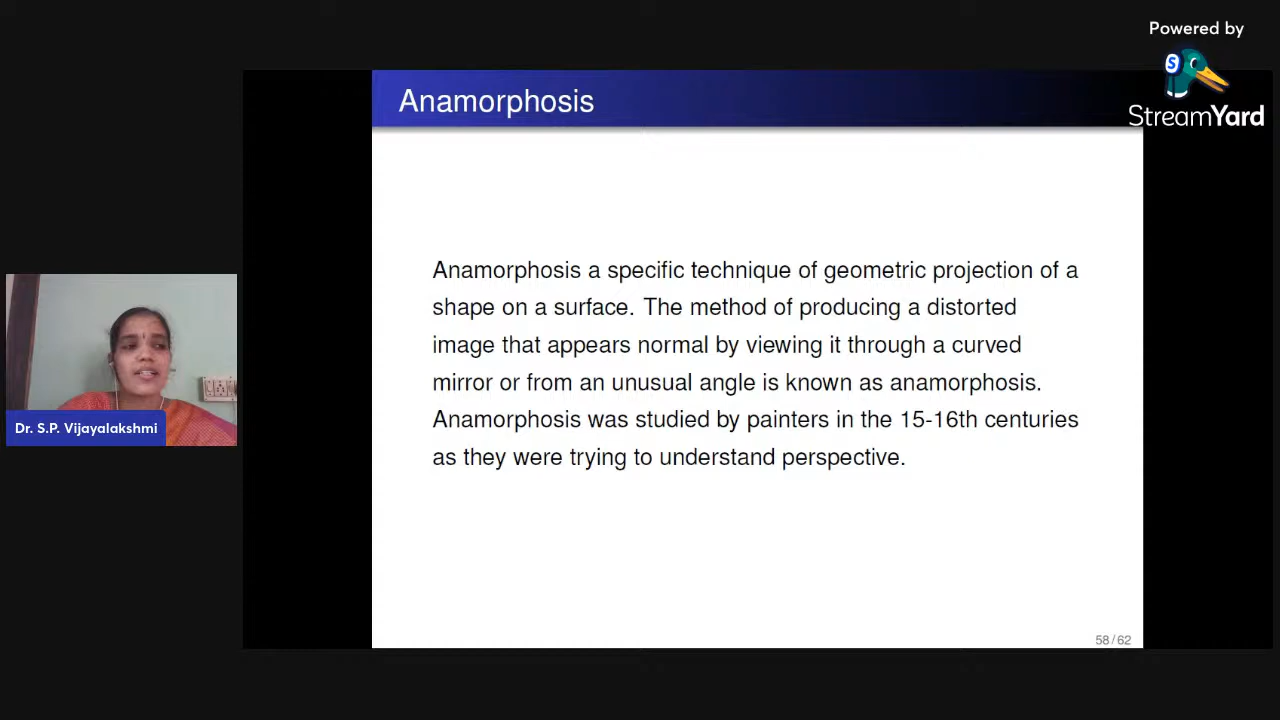 Powered by
StreamYard
Anamorphosis
Anamorphosis a specific technique of geometric projection of a
shape on a surface. The method of producing a distorted
image that appears normal by viewing it through a curved
mirror or from an unusual angle is known as anamorphosis.
Anamorphosis was studied by painters in the 15-16th centuries
as they were trying to understand perspective.
Dr. S.P. Vijayalakshmi
58/62